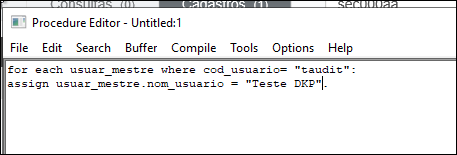 Consultas (0)
Cadastros (1)
sec000aa
Procedure Editor - Untitled:1
File Edit Search Buffer Compile Tools Options Help
for each usuar_mestre where cod_usuario= "taudit":
assign usuar_mestre.nom_usuario = "Teste DKP".